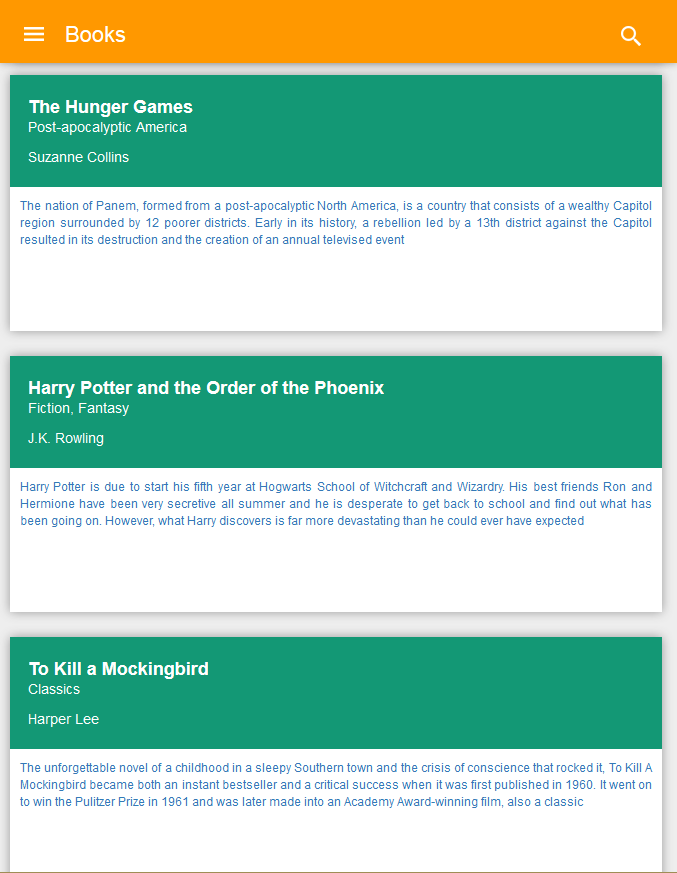 Books
The Hunger Games
Post-apocalyptic America
Suzanne Collins
The nation of Panem, formed from a post-apocalyptic North America, is a country that consists of a wealthy Capitol
region surrounded by 12 poorer districts. Early in its history, a rebellion led by a 13th district against the Capitol
resulted in its destruction and the creation of an annual televised event
Harry Potter and the Order of the Phoenix
Fiction, Fantasy
J.K. Rowling
Harry Potter is due to start his fifth year at Hogwarts School of Witchcraft and Wizardry. His best friends Ron and
Hermione have been very secretive all summer and he is desperate to get back to school and find out what has
been going on. However, what Harry discovers is far more devastating than he could ever have expected
To Kill a Mockingbird
Classics
Harper Lee
The unforgettable novel of a childhood in a sleepy Southern town and the crisis of conscience that rocked it, To Kill A
Mockingbird became both an instant bestseller and a critical success when it was first published in 1960. It went on
to win the Pulitzer Prize in 1961 and was later made into an Academy Award-winning film, also a classic